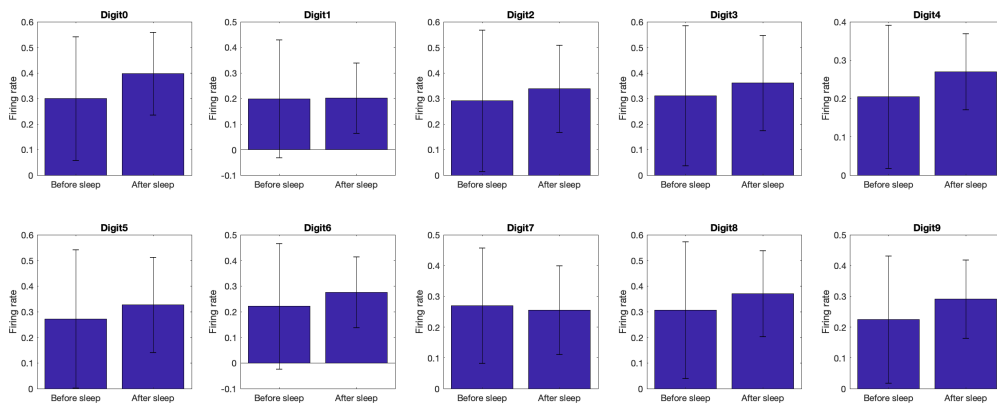 Digit0
0.6
0.5
0.4
0.3
0.2
0.1
0
Firing rate
Before sleep
After sleep
Digit1
0.5
0.4
0.3
0.2
0.1
0
-0.1
Firing rate
Before sleep
After sleep
Digit2
0.6
0.5
0.4
0.3
0.2
0.1
0
Firing rate
Before sleep
After sleep
Digit3
0.6
0.5
0.4
0.3
0.2
0.1
0
Firing rate
Before sleep
After sleep
Digit4
0.4
0.3
0.2
0.1
0
Firing rate
Before sleep
After sleep
Digit5
0.6
0.5
0.4
0.3
0.2
0.1
0
Firing rate
Before sleep
After sleep
Digit6
0.5
0.4
0.3
0.2
0.1
0
-0.1
Firing rate
Before sleep
After sleep
Digit7
0.5
0.4
0.3
0.2
0.1
0
Firing rate
Before sleep
After sleep
Digit8
0.6
0.5
0.4
0.3
0.2
0.1
0
Firing rate
Before sleep
After sleep
Digit9
0.5
0.4
0.3
0.2
0.1
0
Firing rate
Before sleep
After sleep